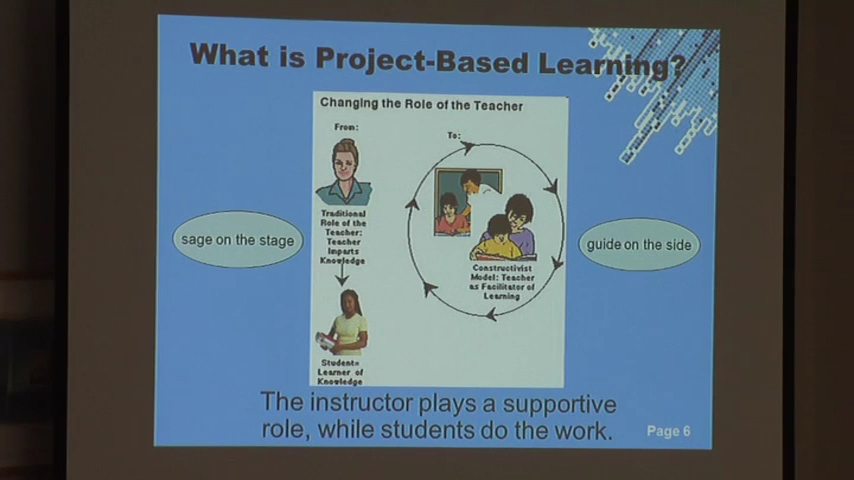 What is Project-Based Learning?
Changing the Role of the Teacher
From:
To:
Traditional
Role of the
Teacher:
Teacher
Imparts
Knowledge
sage on the stage
guide on the side
Constructivist
Model: Teacher
as Facilitator of
Learning
Student=
Learner of
Knowledge
The instructor plays a supportive
role, while students do the work.
Page 6